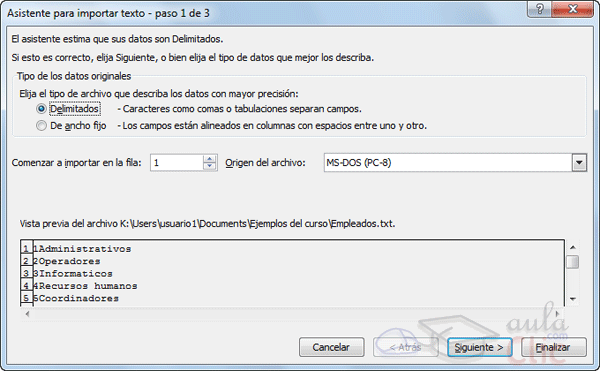 Asistente para importar texto - paso 1 de 3
El asistente estima que sus datos son Delimitados.
Si esto es correcto, elija Siguiente, o bien elija el tipo de datos que mejor los describa.
Tipo de los datos originales
Elija el tipo de archivo que describa los datos con mayor precisión:
Delimitados - Caracteres como comas o tabulaciones separan campos.
De ancho fijo - Los campos están alineados en columnas con espacios entre uno y otro.
Comenzar a importar en la fila: 1 Origen del archivo: MS-DOS (PC-8)
Vista previa del archivo K:\Users\usuario1\Documents\Ejemplos del curso\Empleados.txt.
1 1Administrativos
2 2Operadores
3 3Informaticos
4 4Recursos humanos
5 5Coordinadores
aula
.com
CLIC
Cancelar < Atrás Siguiente > Finalizar